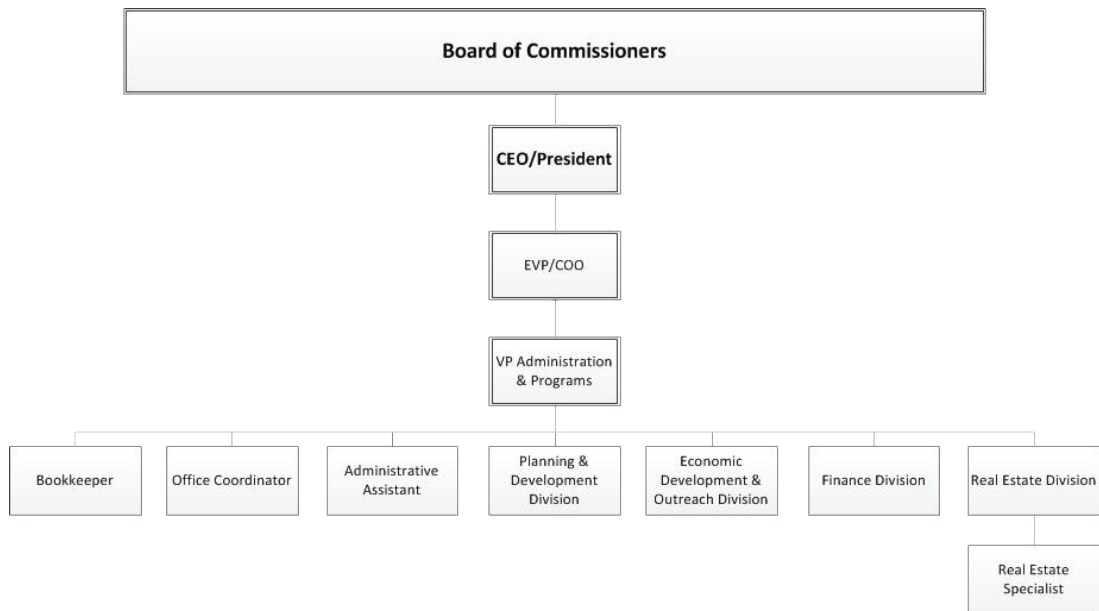 Board of Commissioners
CEO/President
EVP/COO
VP Administration
& Programs
Bookkeeper
Office Coordinator
Administrative
Assistant
Planning &
Development
Division
Economic
Development &
Outreach Division
Finance Division
Real Estate Division
Real Estate
Specialist